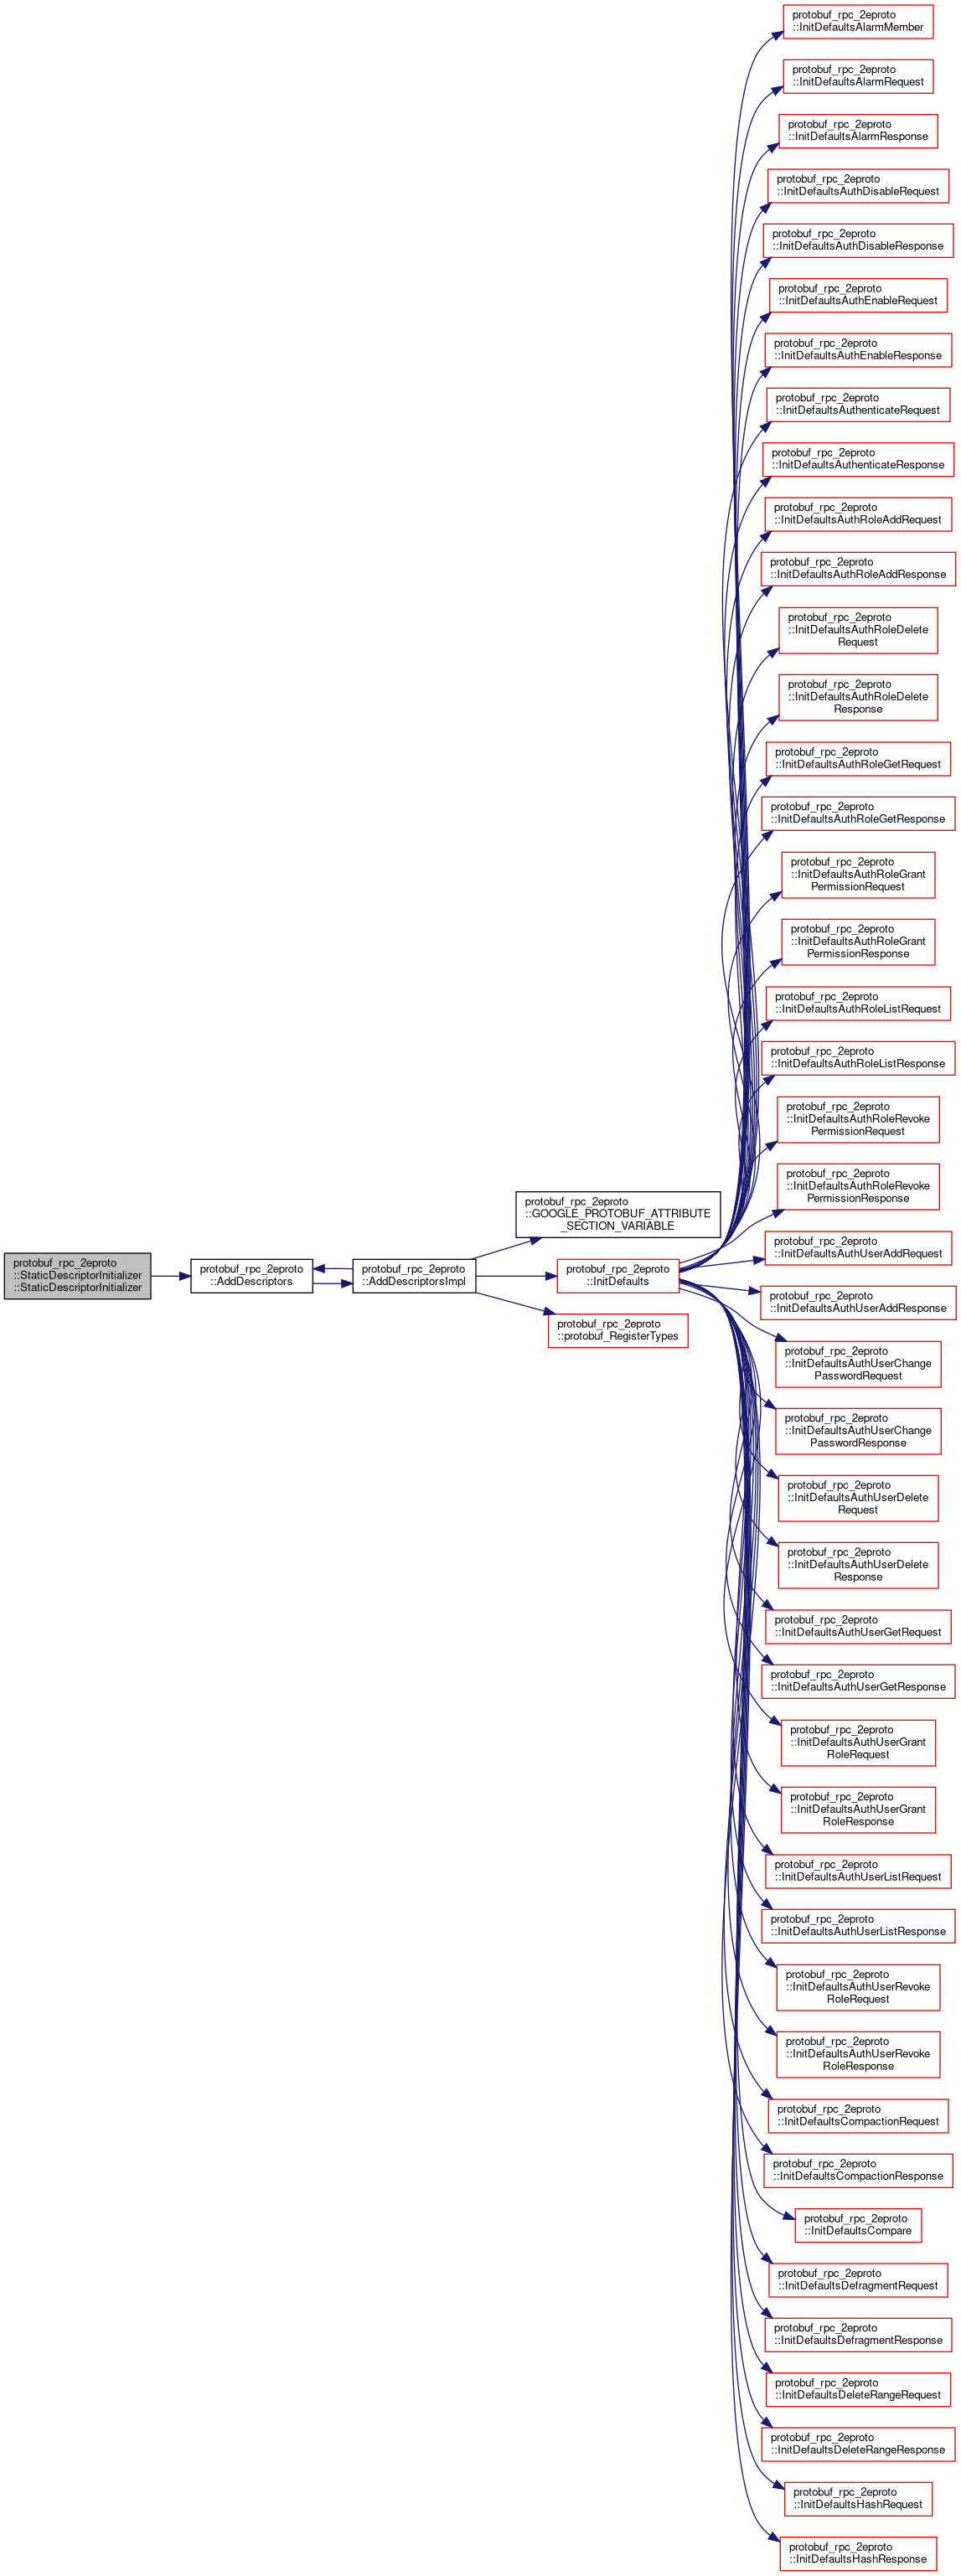 protobuf_rpc_2eproto
::StaticDescriptorInitializer
::StaticDescriptorInitializer
protobuf_rpc_2eproto
::AddDescriptors
protobuf_rpc_2eproto
::AddDescriptorsImpl
protobuf_rpc_2eproto
::GOOGLE_PROTOBUF_ATTRIBUTE
_SECTION_VARIABLE
protobuf_rpc_2eproto
::InitDefaults
protobuf_rpc_2eproto
::protobuf_RegisterTypes
protobuf_rpc_2eproto
::InitDefaultsAlarmMember
protobuf_rpc_2eproto
::InitDefaultsAlarmRequest
protobuf_rpc_2eproto
::InitDefaultsAlarmResponse
protobuf_rpc_2eproto
::InitDefaultsAuthDisableRequest
protobuf_rpc_2eproto
::InitDefaultsAuthDisableResponse
protobuf_rpc_2eproto
::InitDefaultsAuthEnableRequest
protobuf_rpc_2eproto
::InitDefaultsAuthEnableResponse
protobuf_rpc_2eproto
::InitDefaultsAuthenticateRequest
protobuf_rpc_2eproto
::InitDefaultsAuthenticateResponse
protobuf_rpc_2eproto
::InitDefaultsAuthRoleAddRequest
protobuf_rpc_2eproto
::InitDefaultsAuthRoleAddResponse
protobuf_rpc_2eproto
::InitDefaultsAuthRoleDelete
Request
protobuf_rpc_2eproto
::InitDefaultsAuthRoleDelete
Response
protobuf_rpc_2eproto
::InitDefaultsAuthRoleGetRequest
protobuf_rpc_2eproto
::InitDefaultsAuthRoleGetResponse
protobuf_rpc_2eproto
::InitDefaultsAuthRoleGrant
PermissionRequest
protobuf_rpc_2eproto
::InitDefaultsAuthRoleGrant
PermissionResponse
protobuf_rpc_2eproto
::InitDefaultsAuthRoleListRequest
protobuf_rpc_2eproto
::InitDefaultsAuthRoleListResponse
protobuf_rpc_2eproto
::InitDefaultsAuthRoleRevoke
PermissionRequest
protobuf_rpc_2eproto
::InitDefaultsAuthRoleRevoke
PermissionResponse
protobuf_rpc_2eproto
::InitDefaultsAuthUserAddRequest
protobuf_rpc_2eproto
::InitDefaultsAuthUserAddResponse
protobuf_rpc_2eproto
::InitDefaultsAuthUserChange
PasswordRequest
protobuf_rpc_2eproto
::InitDefaultsAuthUserChange
PasswordResponse
protobuf_rpc_2eproto
::InitDefaultsAuthUserDelete
Request
protobuf_rpc_2eproto
::InitDefaultsAuthUserDelete
Response
protobuf_rpc_2eproto
::InitDefaultsAuthUserGetRequest
protobuf_rpc_2eproto
::InitDefaultsAuthUserGetResponse
protobuf_rpc_2eproto
::InitDefaultsAuthUserGrant
RoleRequest
protobuf_rpc_2eproto
::InitDefaultsAuthUserGrant
RoleResponse
protobuf_rpc_2eproto
::InitDefaultsAuthUserListRequest
protobuf_rpc_2eproto
::InitDefaultsAuthUserListResponse
protobuf_rpc_2eproto
::InitDefaultsAuthUserRevoke
RoleRequest
protobuf_rpc_2eproto
::InitDefaultsAuthUserRevoke
RoleResponse
protobuf_rpc_2eproto
::InitDefaultsCompactionRequest
protobuf_rpc_2eproto
::InitDefaultsCompactionResponse
protobuf_rpc_2eproto
::InitDefaultsCompare
protobuf_rpc_2eproto
::InitDefaultsDefragmentRequest
protobuf_rpc_2eproto
::InitDefaultsDefragmentResponse
protobuf_rpc_2eproto
::InitDefaultsDeleteRangeRequest
protobuf_rpc_2eproto
::InitDefaultsDeleteRangeResponse
protobuf_rpc_2eproto
::InitDefaultsHashRequest
protobuf_rpc_2eproto
::InitDefaultsHashResponse